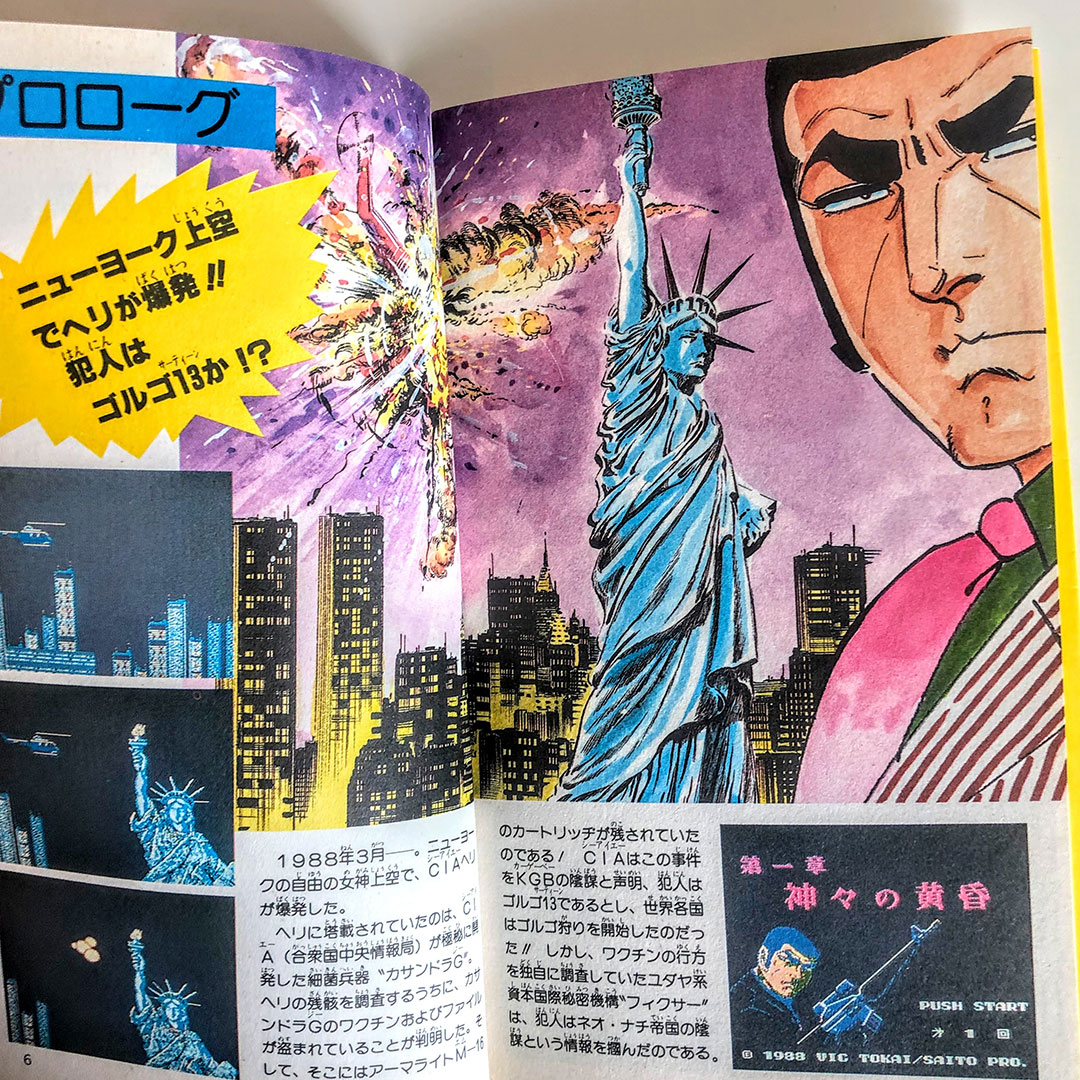 プロローグ
ニューヨーク上空
でヘリが爆発!!
犯人は
ゴルゴ13か!?
1988年3月――。ニューヨー
クの自由の女神上空で、CIAヘリ
が爆発した。
ヘリに塔載されていたのは、CI
A（合衆国中央情報局）が極秘に開
発した細菌兵器“カサンドラG”。
ヘリの残骸を調査するうちに、カサ
ンドラGのワクチンおよびファイル
が盗まれていることが判明した。そ
して、そこにはアーマライトM－16
6
のカートリッヂが残されていた
のである! CIAはこの事件
をKGBの陰謀と声明、犯人は
ゴルゴ13であるとし、世界各国
はゴルゴ狩りを開始したのだっ
た!! しかし、ワクチンの行方
を独自に調査していたユダヤ系
資本国際秘密機構“フィクサー”
は、犯人はネオ・ナチ帝国の陰
謀という情報を掴んだのである。
第一章
神々の黄昏
PUSH START
才1回
© 1988 VIC TOKAI/SAITO PRO.